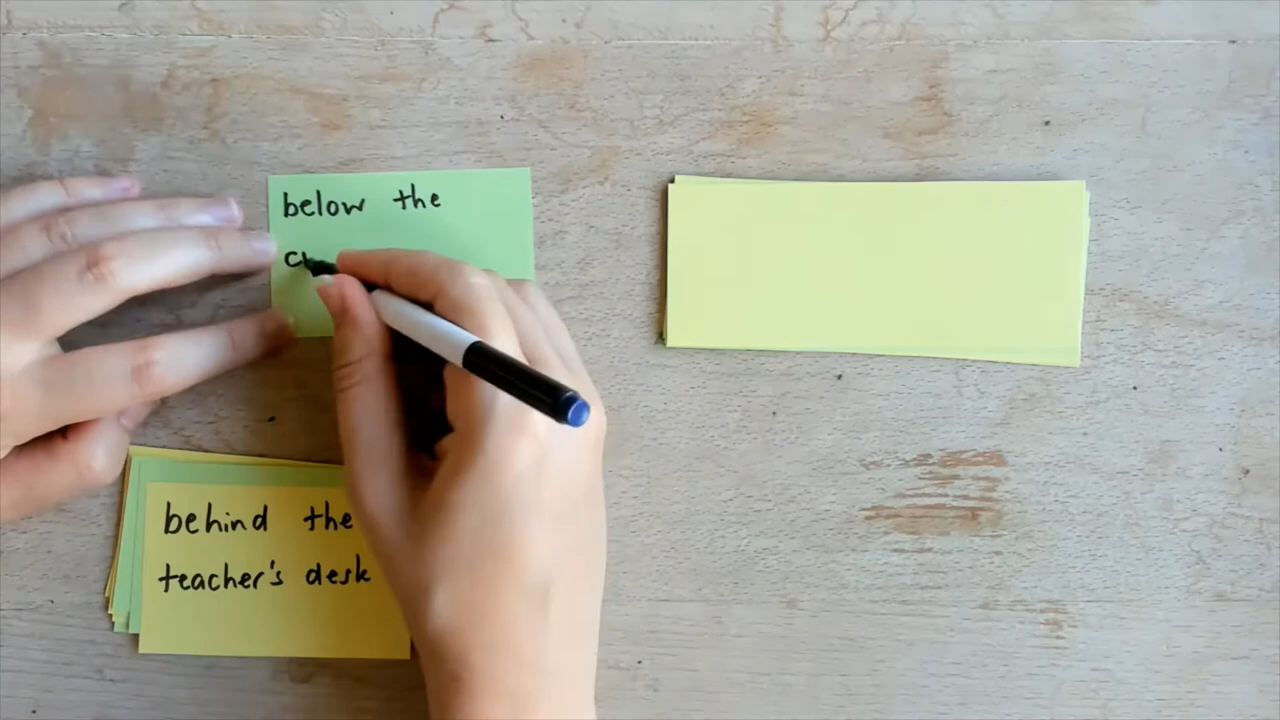 below the
behind the
teacher's desk